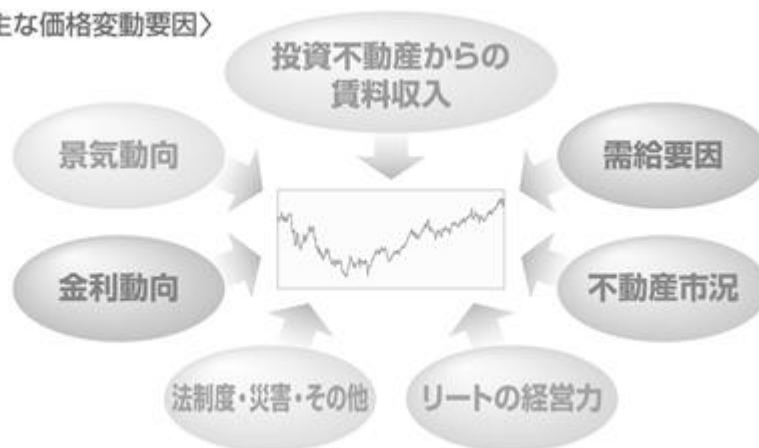 主な価格変動要因〉
投資不動産からの
賃料収入
景気動向
需給要因
金利動向
不動産市況
法制度・災害・その他
リートの経営力